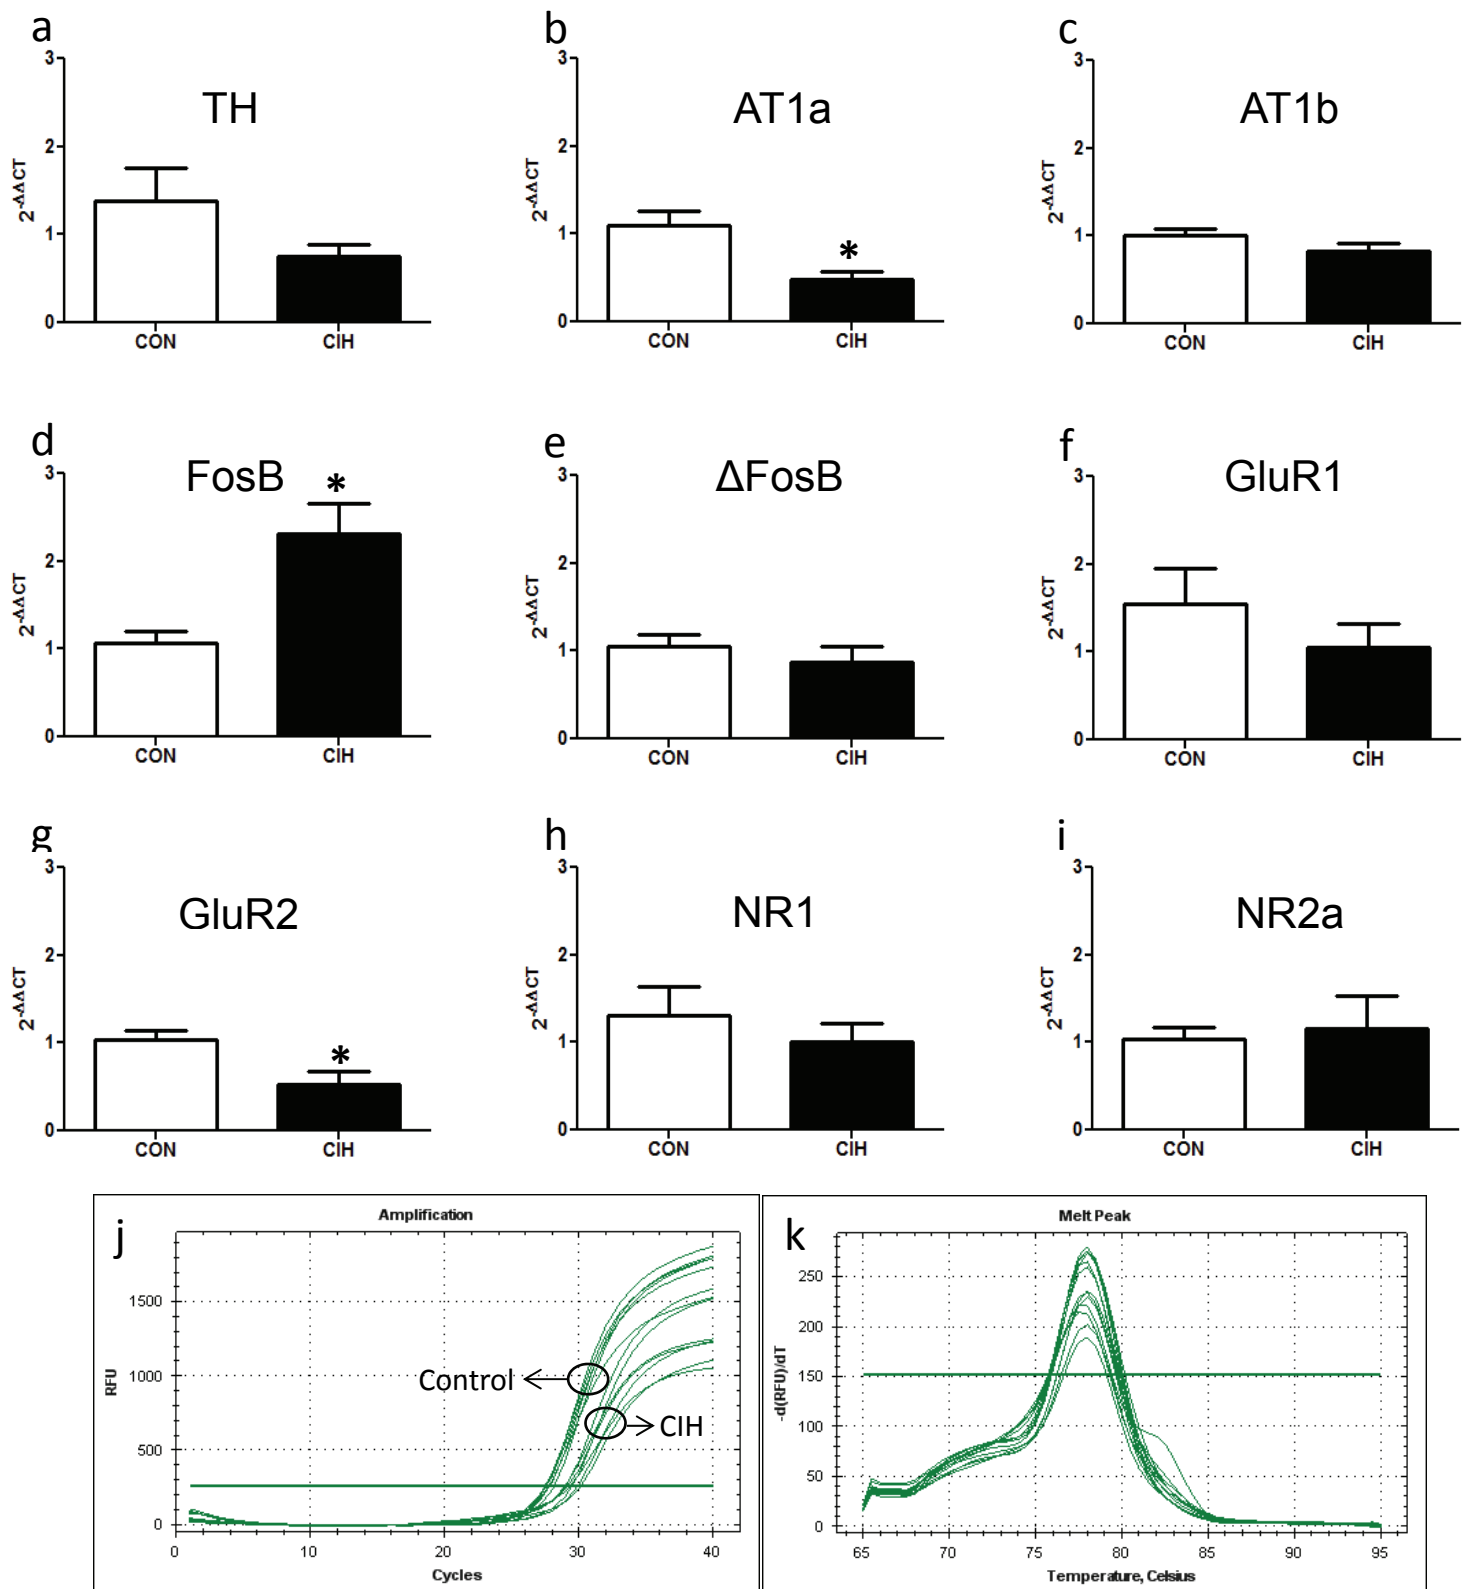 a
TH
3
2
1
0
2^-ΔΔCT
CON
CIH
b
AT1a
3
2
1
0
2^-ΔΔCT
*
CON
CIH
c
AT1b
3
2
1
0
2^-ΔΔCT
CON
CIH
d
FosB
3
2
1
0
2^-ΔΔCT
*
CON
CIH
e
ΔFosB
3
2
1
0
2^-ΔΔCT
CON
CIH
f
GluR1
3
2
1
0
2^-ΔΔCT
CON
CIH
g
GluR2
3
2
1
0
2^-ΔΔCT
*
CON
CIH
h
NR1
3
2
1
0
2^-ΔΔCT
CON
CIH
i
NR2a
3
2
1
0
2^-ΔΔCT
CON
CIH
j
Amplification
1500
1000
500
0
RFU
Control
CIH
0 10 20 30 40
Cycles
k
Melt Peak
250
200
150
100
50
0
-d(RFU)/dT
65 70 75 80 85 90 95
Temperature, Celsius